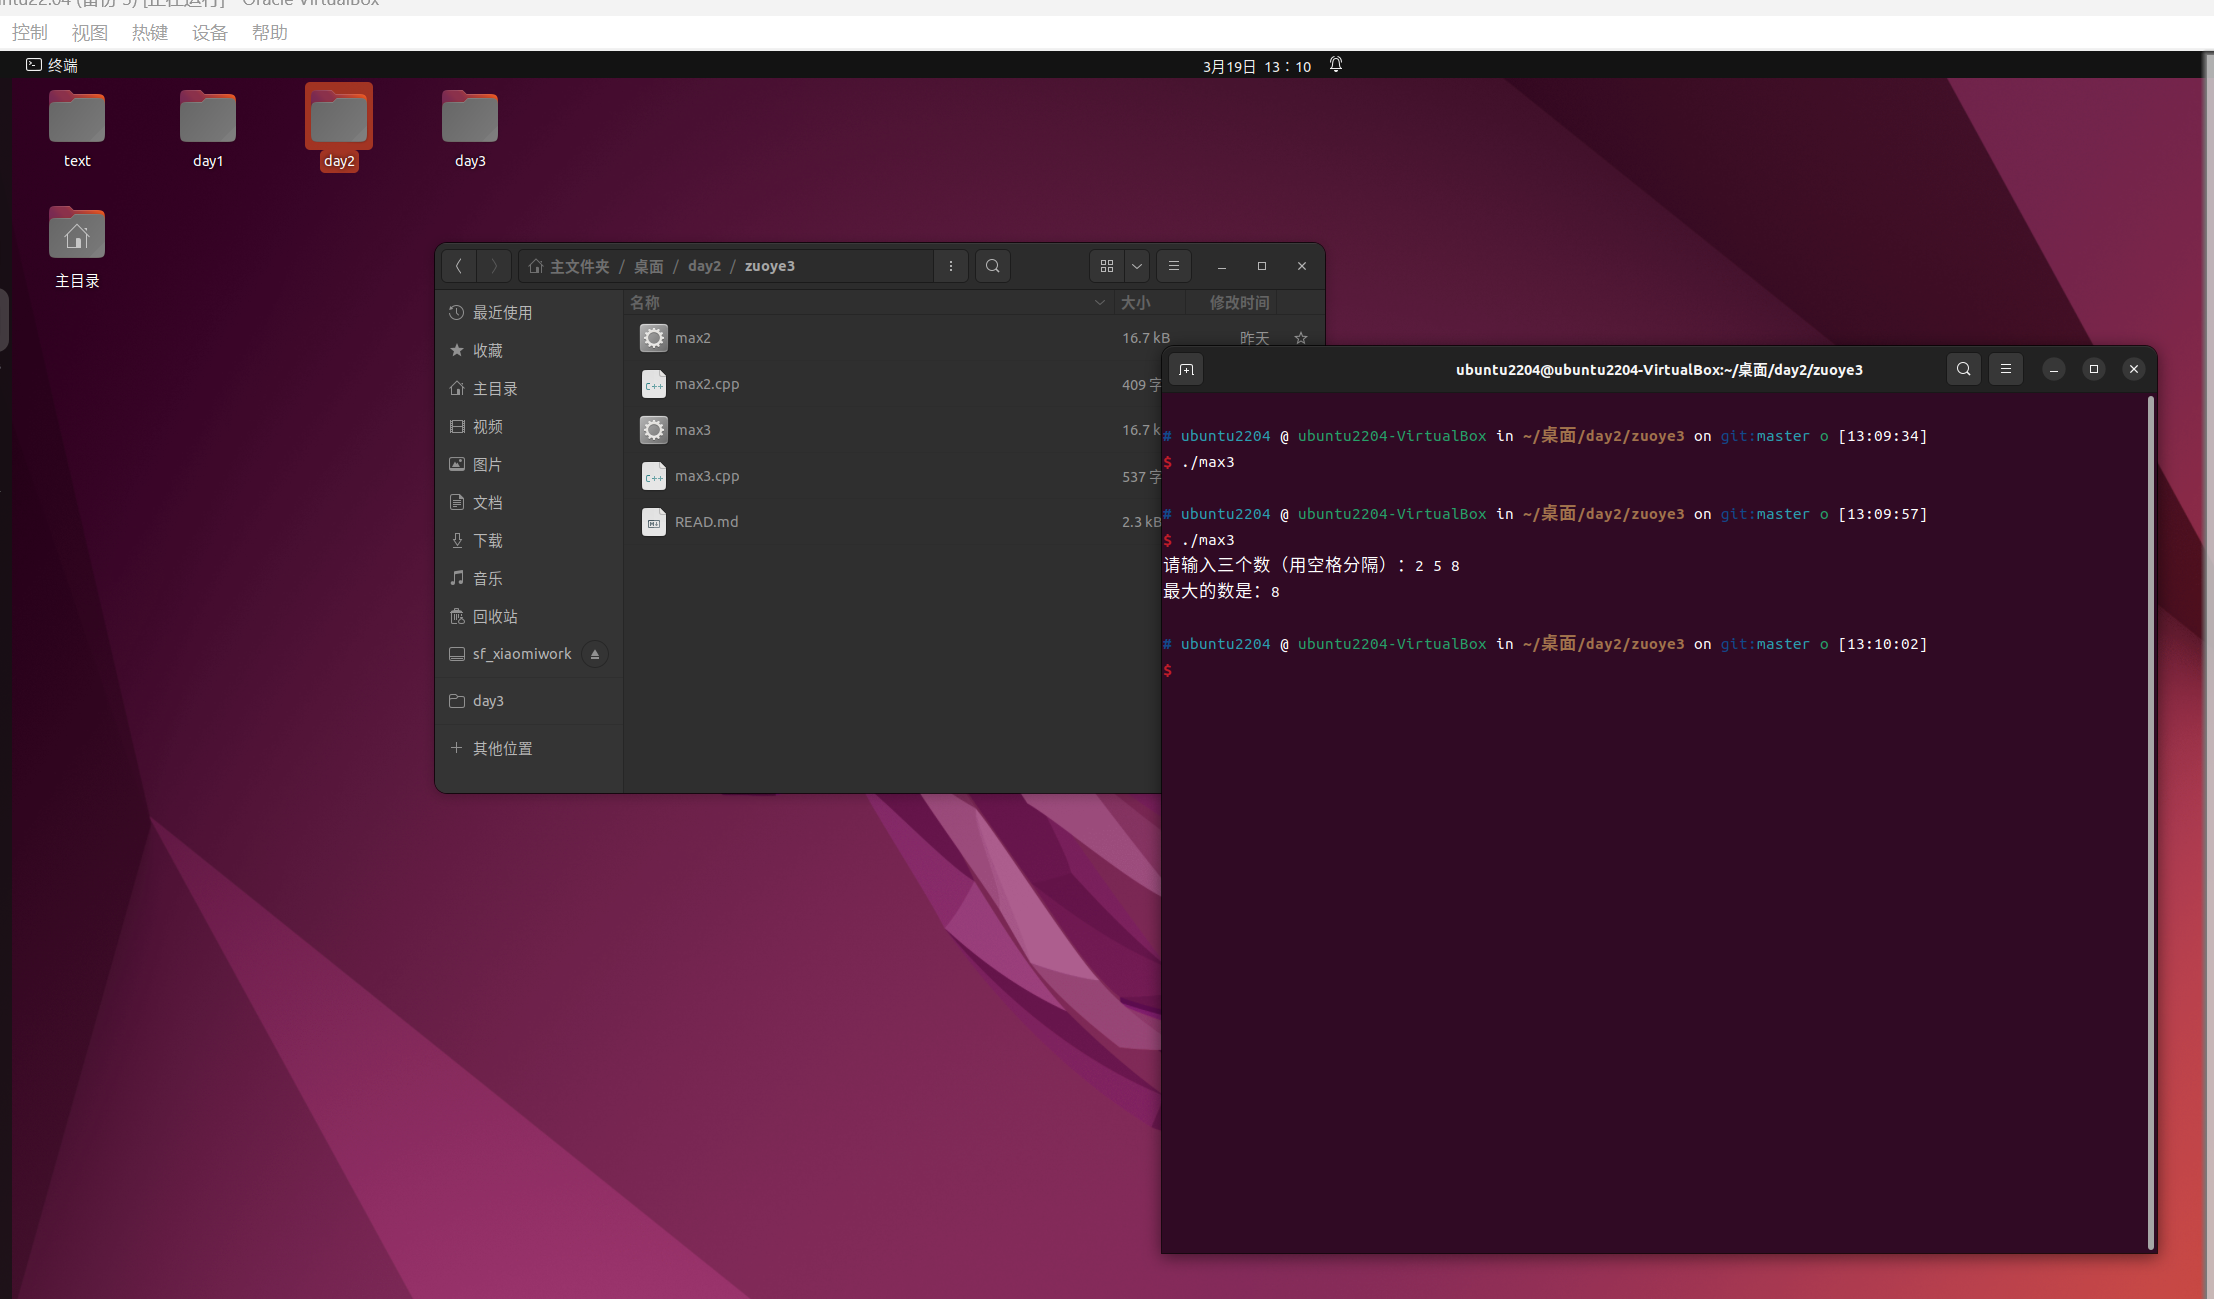 控制 视图 热键 设备 帮助
终端
3月19日 13：10
text
day1
day2
day3
主目录
主文件夹 / 桌面 / day2 / zuoye3
最近使用
收藏
主目录
视频
图片
文档
下载
音乐
回收站
sf_xiaomiwork
day3
其他位置
名称 大小 修改时间
max2 16.7 kB 昨天
max2.cpp 409 字
max3 16.7 k
max3.cpp 537 字
READ.md 2.3 kB
ubuntu2204@ubuntu2204-VirtualBox:~/桌面/day2/zuoye3
# ubuntu2204 @ ubuntu2204-VirtualBox in ~/桌面/day2/zuoye3 on git:master o [13:09:34]
$ ./max3
# ubuntu2204 @ ubuntu2204-VirtualBox in ~/桌面/day2/zuoye3 on git:master o [13:09:57]
$ ./max3
请输入三个数（用空格分隔）：2 5 8
最大的数是：8
# ubuntu2204 @ ubuntu2204-VirtualBox in ~/桌面/day2/zuoye3 on git:master o [13:10:02]
$